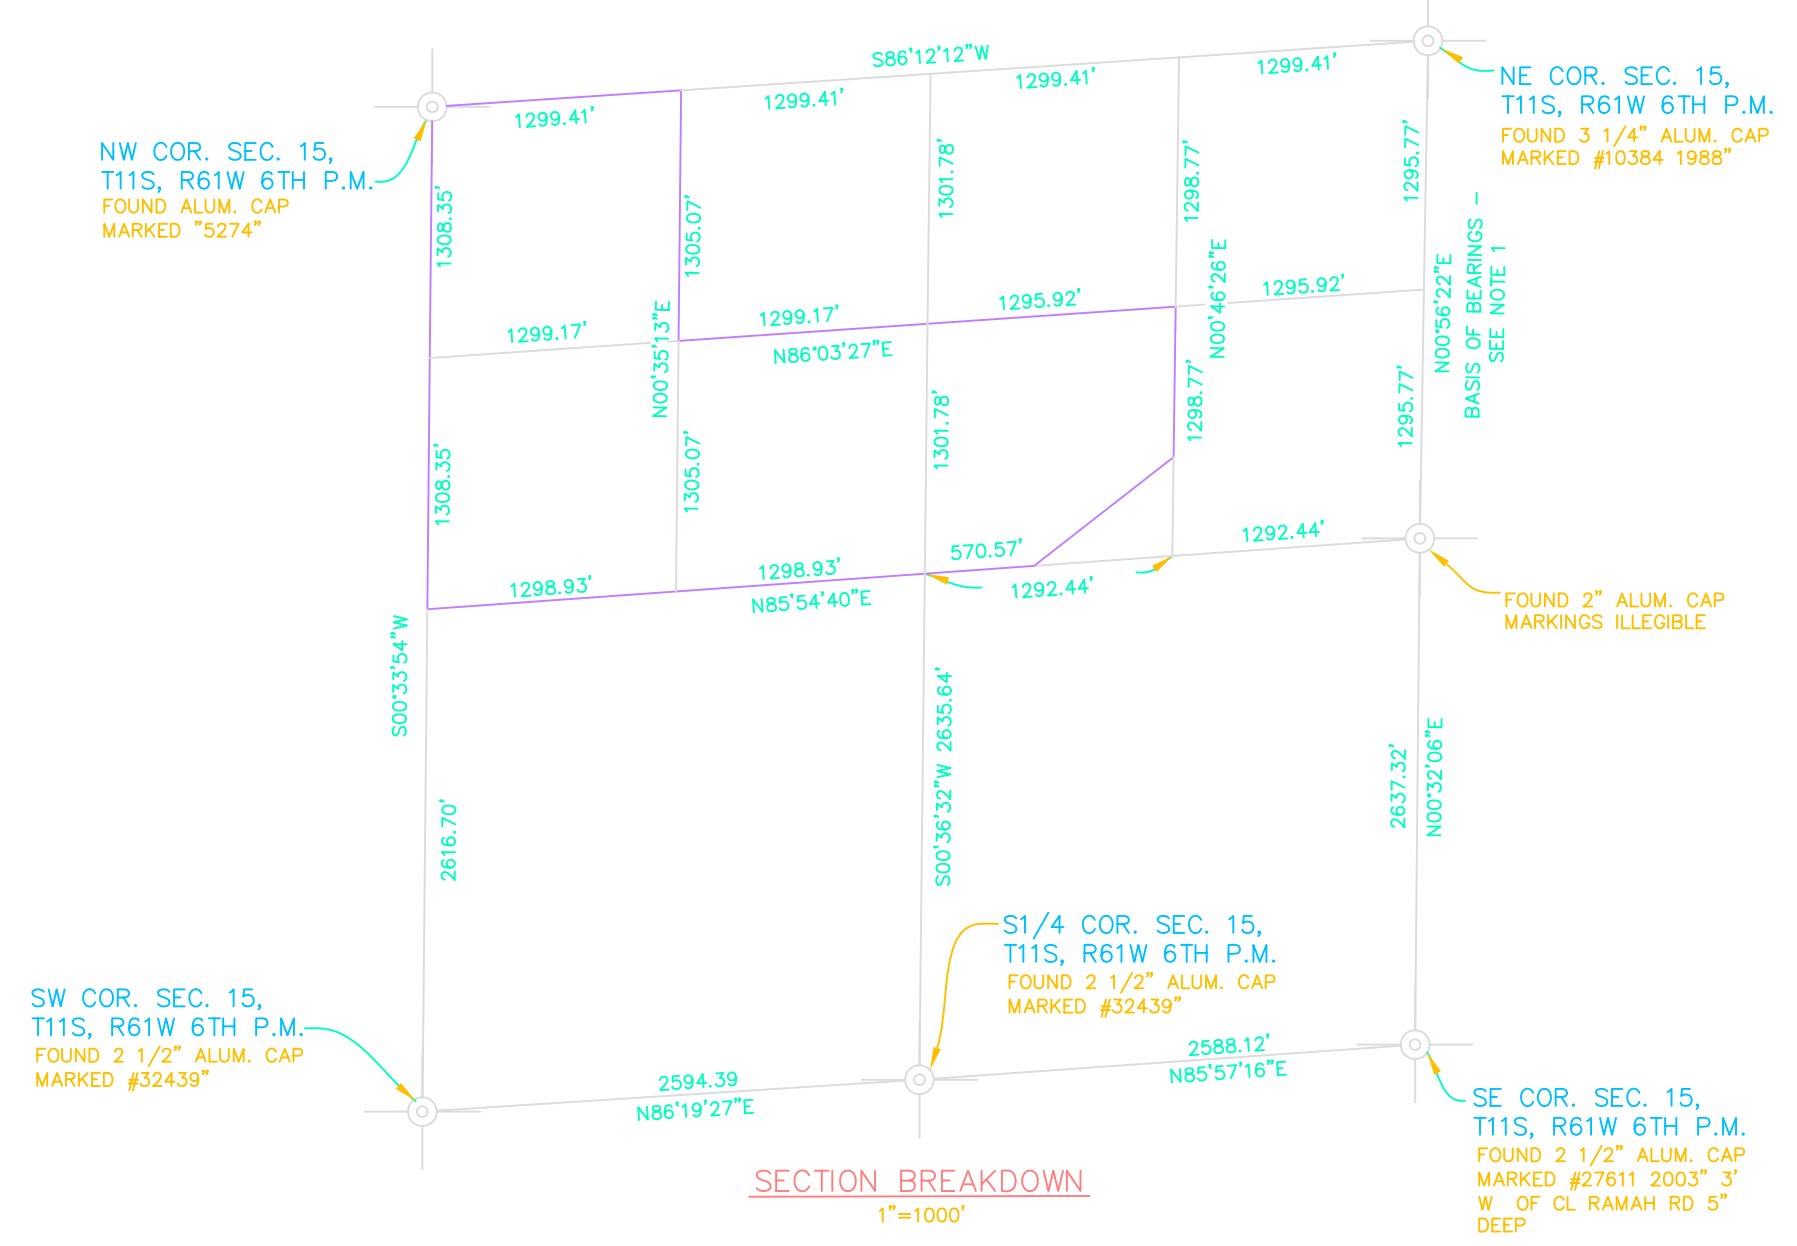 S86°12'12"W
1299.41'
1299.41'
1299.41'
1299.41'
NE COR. SEC. 15,
T11S, R61W 6TH P.M.
FOUND 3 1/4" ALUM. CAP
MARKED #10384 1988"
NW COR. SEC. 15,
T11S, R61W 6TH P.M.
FOUND ALUM. CAP
MARKED "5274"
1308.35'
1305.07'
1301.78'
1298.77'
1295.77'
N00°35'13"E
N00°46'26"E
N00°56'22"E
BASIS OF BEARINGS -
SEE NOTE 1
1299.17'
1299.17'
1295.92'
1295.92'
N86°03'27"E
1308.35'
1305.07'
1301.78'
1298.77'
1295.77'
1298.93'
1298.93'
570.57'
1292.44'
1292.44'
N85°54'40"E
FOUND 2" ALUM. CAP
MARKINGS ILLEGIBLE
S00°33'54"W
2616.70'
S00°36'32"W 2635.64'
2637.32'
N00°32'06"E
S1/4 COR. SEC. 15,
T11S, R61W 6TH P.M.
FOUND 2 1/2" ALUM. CAP
MARKED #32439"
SW COR. SEC. 15,
T11S, R61W 6TH P.M.
FOUND 2 1/2" ALUM. CAP
MARKED #32439"
2594.39
N86°19'27"E
2588.12'
N85°57'16"E
SE COR. SEC. 15,
T11S, R61W 6TH P.M.
FOUND 2 1/2" ALUM. CAP
MARKED #27611 2003" 3'
W OF CL RAMAH RD 5"
DEEP
SECTION BREAKDOWN
1"=1000'